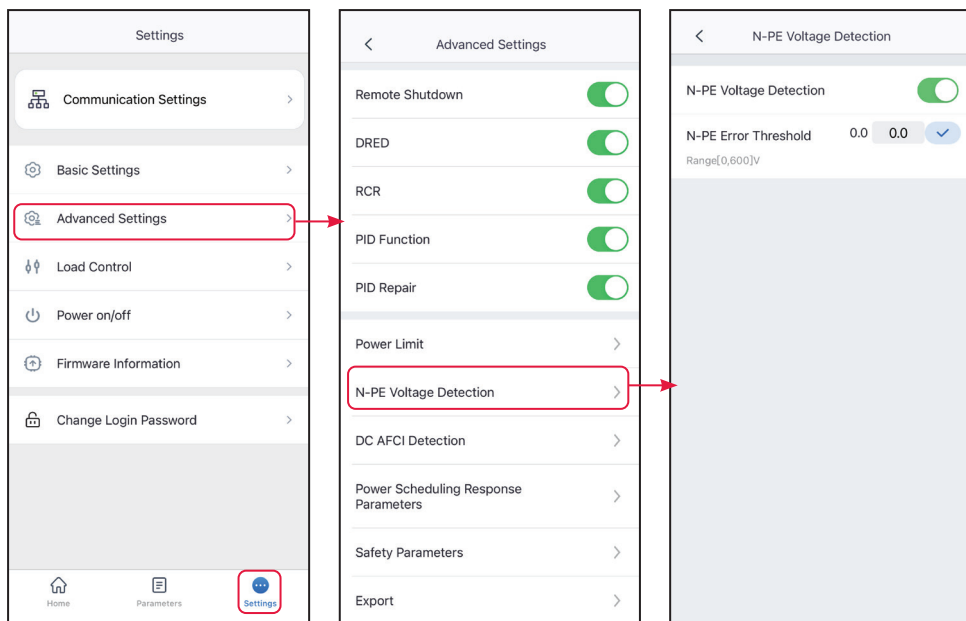 Settings
Communication Settings
Basic Settings
Advanced Settings
Load Control
Power on/off
Firmware Information
Change Login Password
Home
Parameters
Settings
Advanced Settings
Remote Shutdown
DRED
RCR
PID Function
PID Repair
Power Limit
N-PE Voltage Detection
DC AFCI Detection
Power Scheduling Response
Parameters
Safety Parameters
Export
N-PE Voltage Detection
N-PE Voltage Detection
N-PE Error Threshold 0.0 0.0
Range[0,600]V